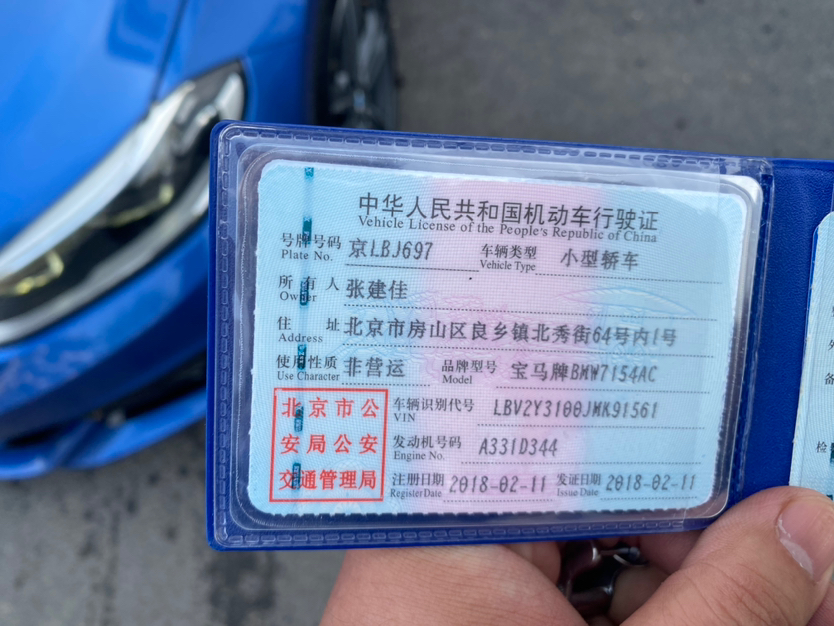 中华人民共和国机动车行驶证
Vehicle License of the People's Republic of China
号牌号码 京LBJ697 车辆类型 小型轿车
Plate No. Vehicle Type
所有人 张建佳
Owner
住址 北京市房山区良乡镇北秀街64号内1号
Address
使用性质 非营运 品牌型号 宝马牌BMW7154AC
Use Character Model
北京市公
安局公安
交通管理局
车辆识别代号 LBV2Y3100JMK91561
VIN
发动机号码 A331D344
Engine No.
注册日期 2018-02-11 发证日期 2018-02-11
Register Date Issue Date